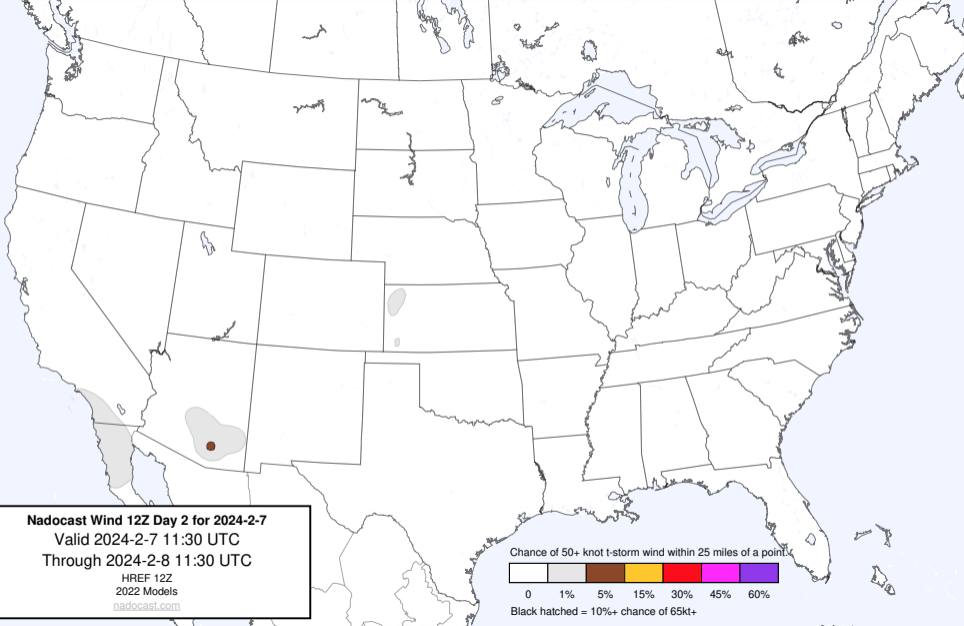 Nadocast Wind 12Z Day 2 for 2024-2-7
Valid 2024-2-7 11:30 UTC
Through 2024-2-8 11:30 UTC
HREF 12Z
2022 Models
nadocast.com
Chance of 50+ knot t-storm wind within 25 miles of a point.
0 1% 5% 15% 30% 45% 60%
Black hatched = 10%+ chance of 65kt+